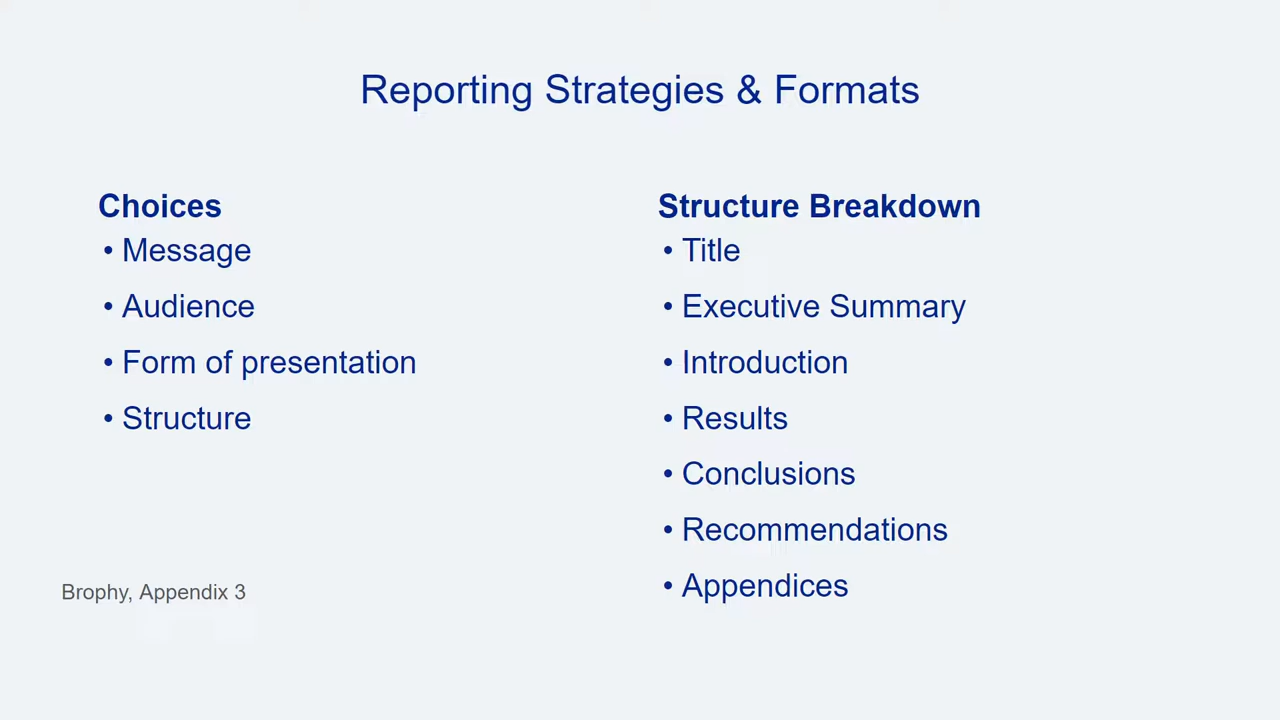 Reporting Strategies & Formats
Choices
• Message
• Audience
• Form of presentation
• Structure
Structure Breakdown
• Title
• Executive Summary
• Introduction
• Results
• Conclusions
• Recommendations
• Appendices
Brophy, Appendix 3